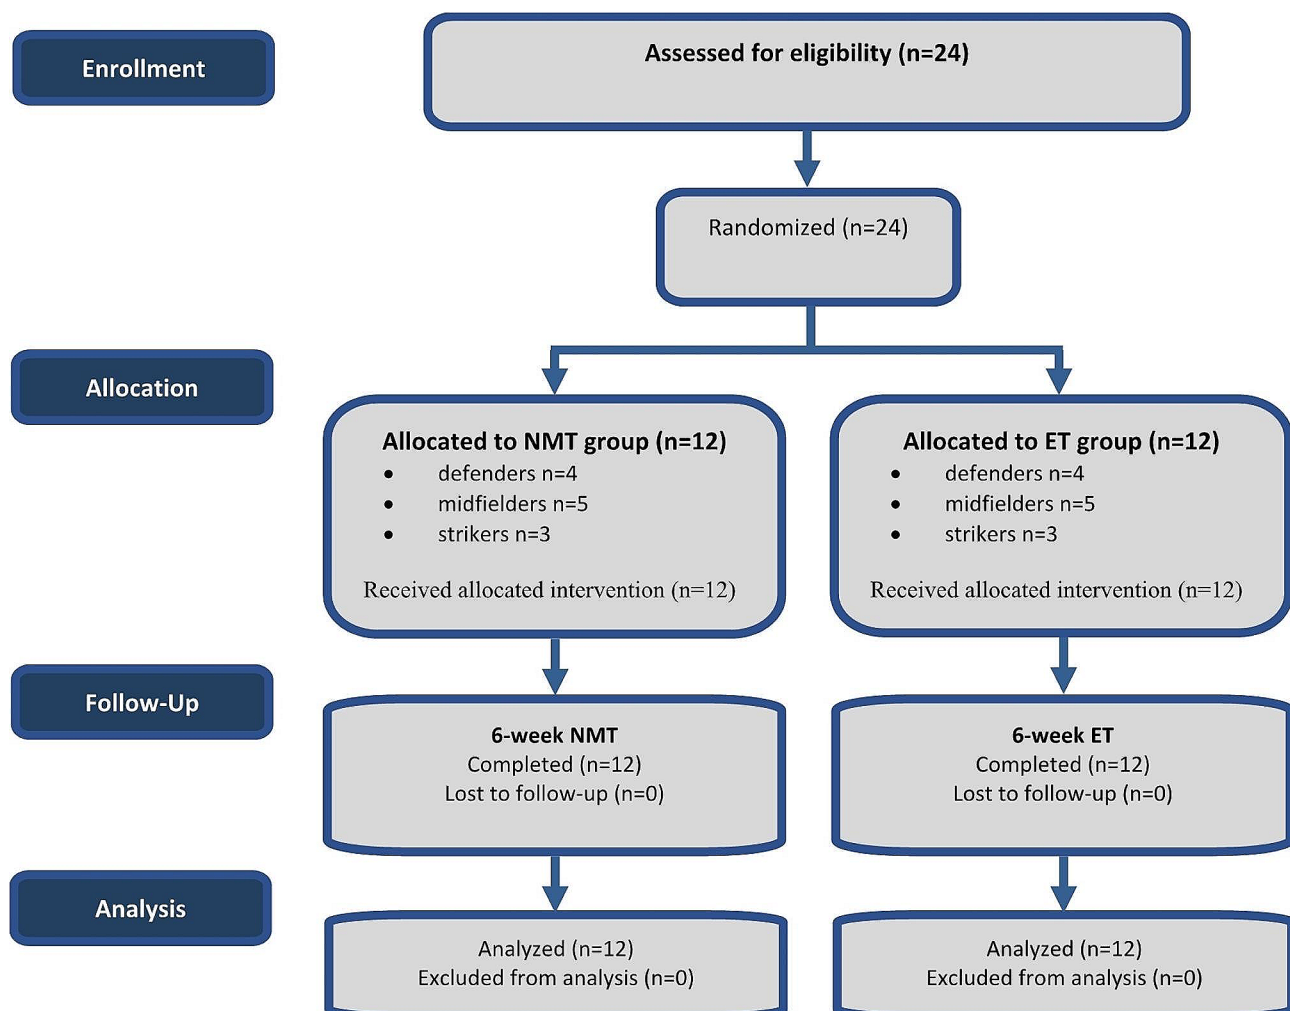 Enrollment
Assessed for eligibility (n=24)
Randomized (n=24)
Allocation
Allocated to NMT group (n=12)
• defenders n=4
• midfielders n=5
• strikers n=3
Received allocated intervention (n=12)
Allocated to ET group (n=12)
• defenders n=4
• midfielders n=5
• strikers n=3
Received allocated intervention (n=12)
Follow-Up
6-week NMT
Completed (n=12)
Lost to follow-up (n=0)
6-week ET
Completed (n=12)
Lost to follow-up (n=0)
Analysis
Analyzed (n=12)
Excluded from analysis (n=0)
Analyzed (n=12)
Excluded from analysis (n=0)